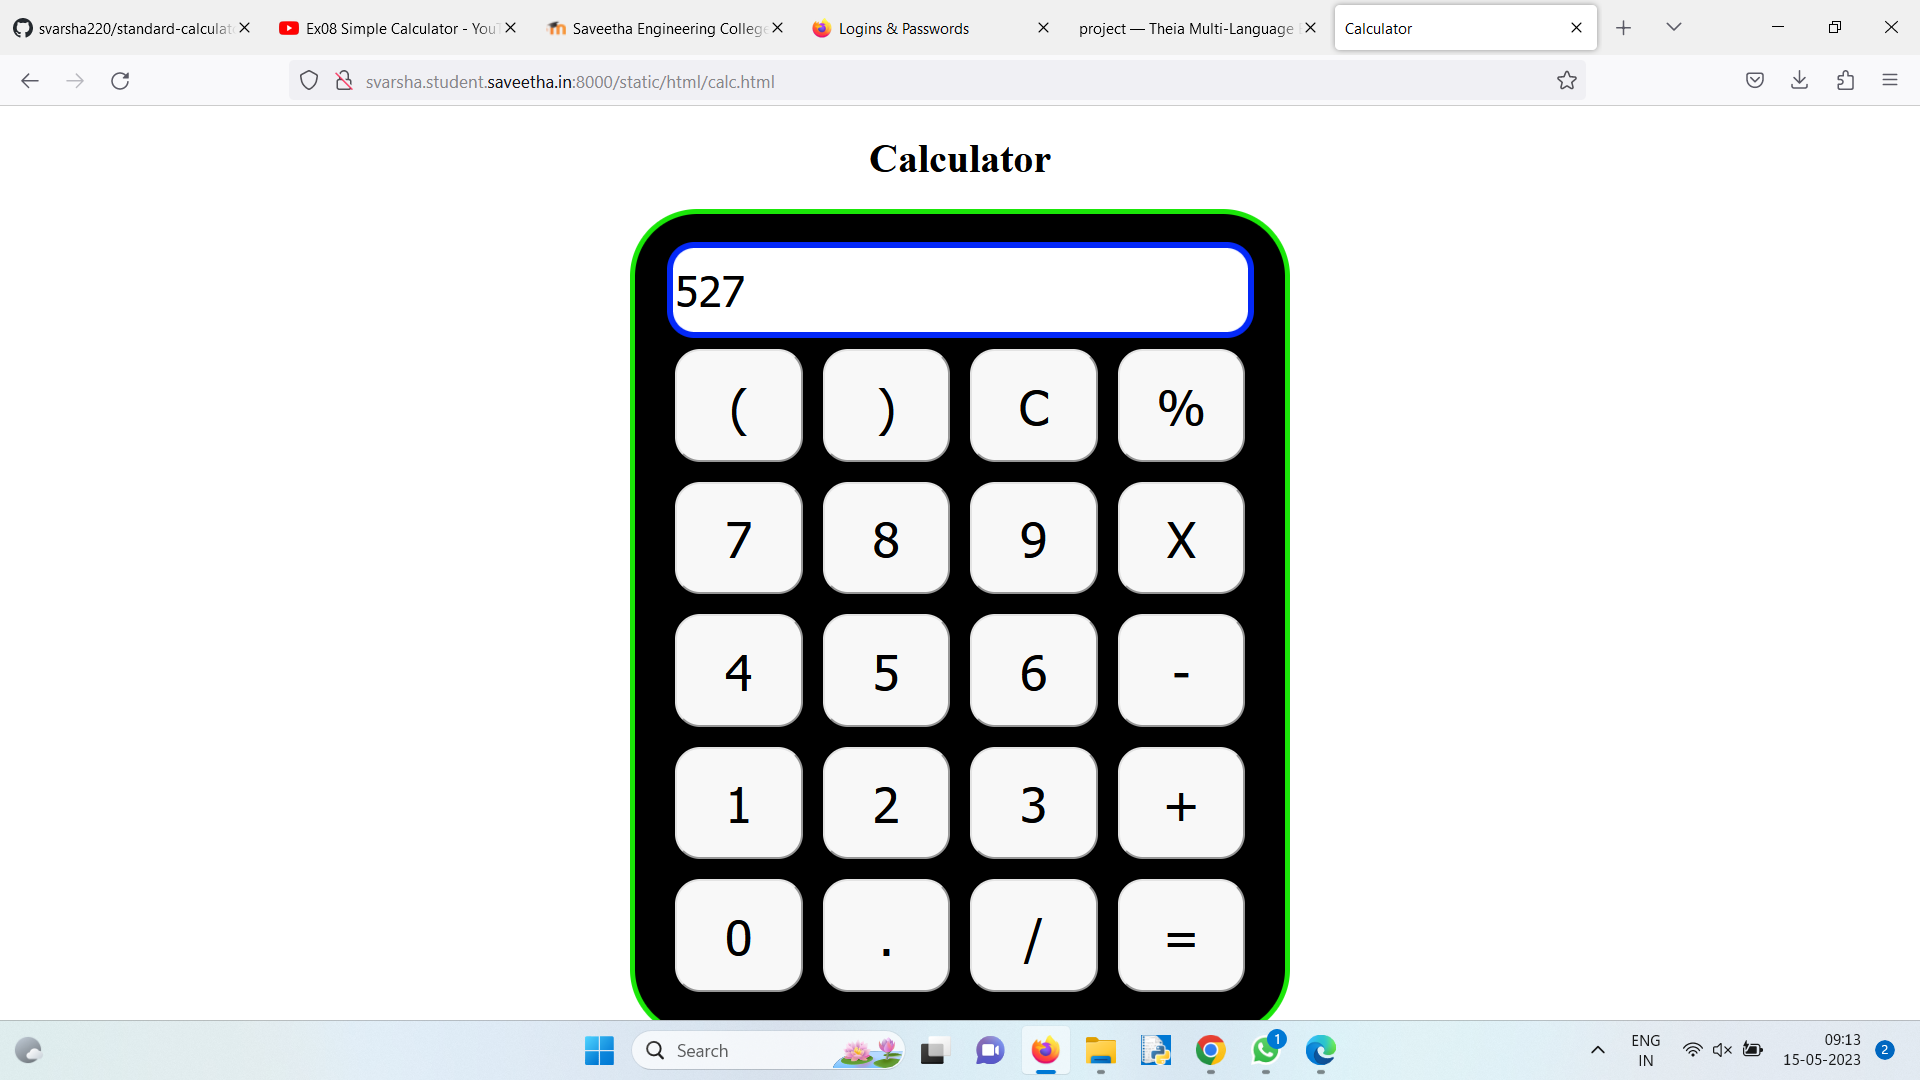 svarsha220/standard-calculat
Ex08 Simple Calculator - YouT
Saveetha Engineering College
Logins & Passwords
project — Theia Multi-Language
Calculator
svarsha.student.saveetha.in:8000/static/html/calc.html
Calculator
527
( ) C %
7 8 9 X
4 5 6 -
1 2 3 +
0 . / =
Search
1
ENG
IN
09:13
15-05-2023
2